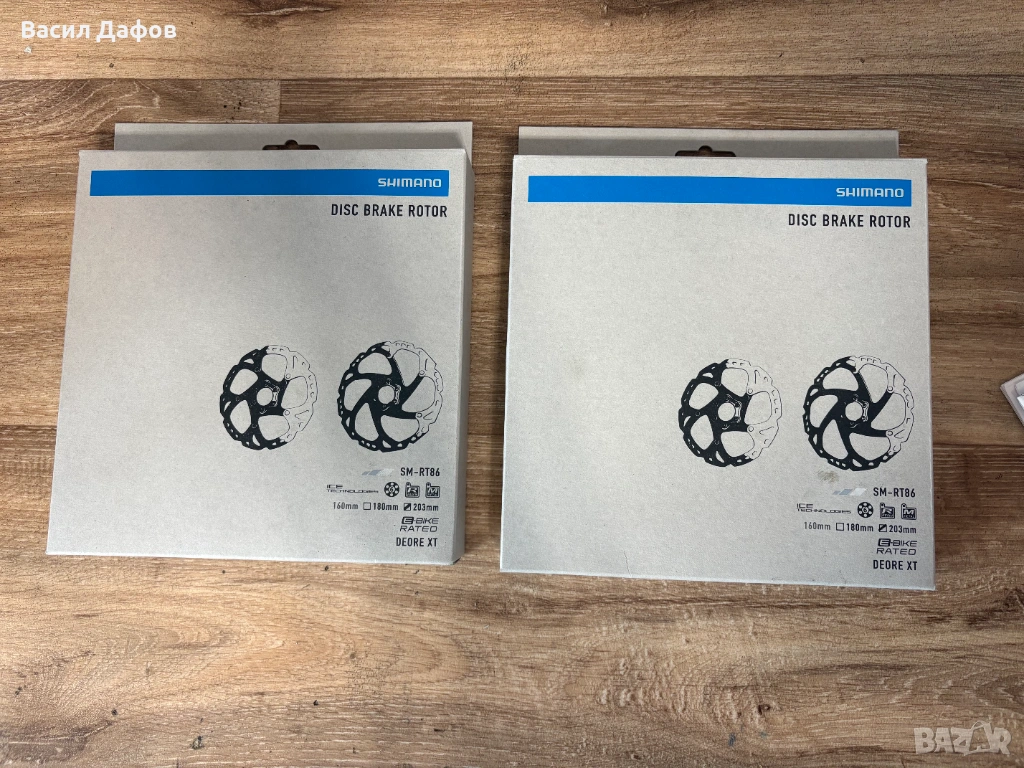 Васил Дафов
SHIMANO
DISC BRAKE ROTOR
SM-RT86
ICE TECHNOLOGIES
160mm 180mm 203mm
E-BIKE
RATED
DEORE XT
SHIMANO
DISC BRAKE ROTOR
SM-RT86
ICE TECHNOLOGIES
160mm 180mm 203mm
E-BIKE
RATED
DEORE XT
BAZAR